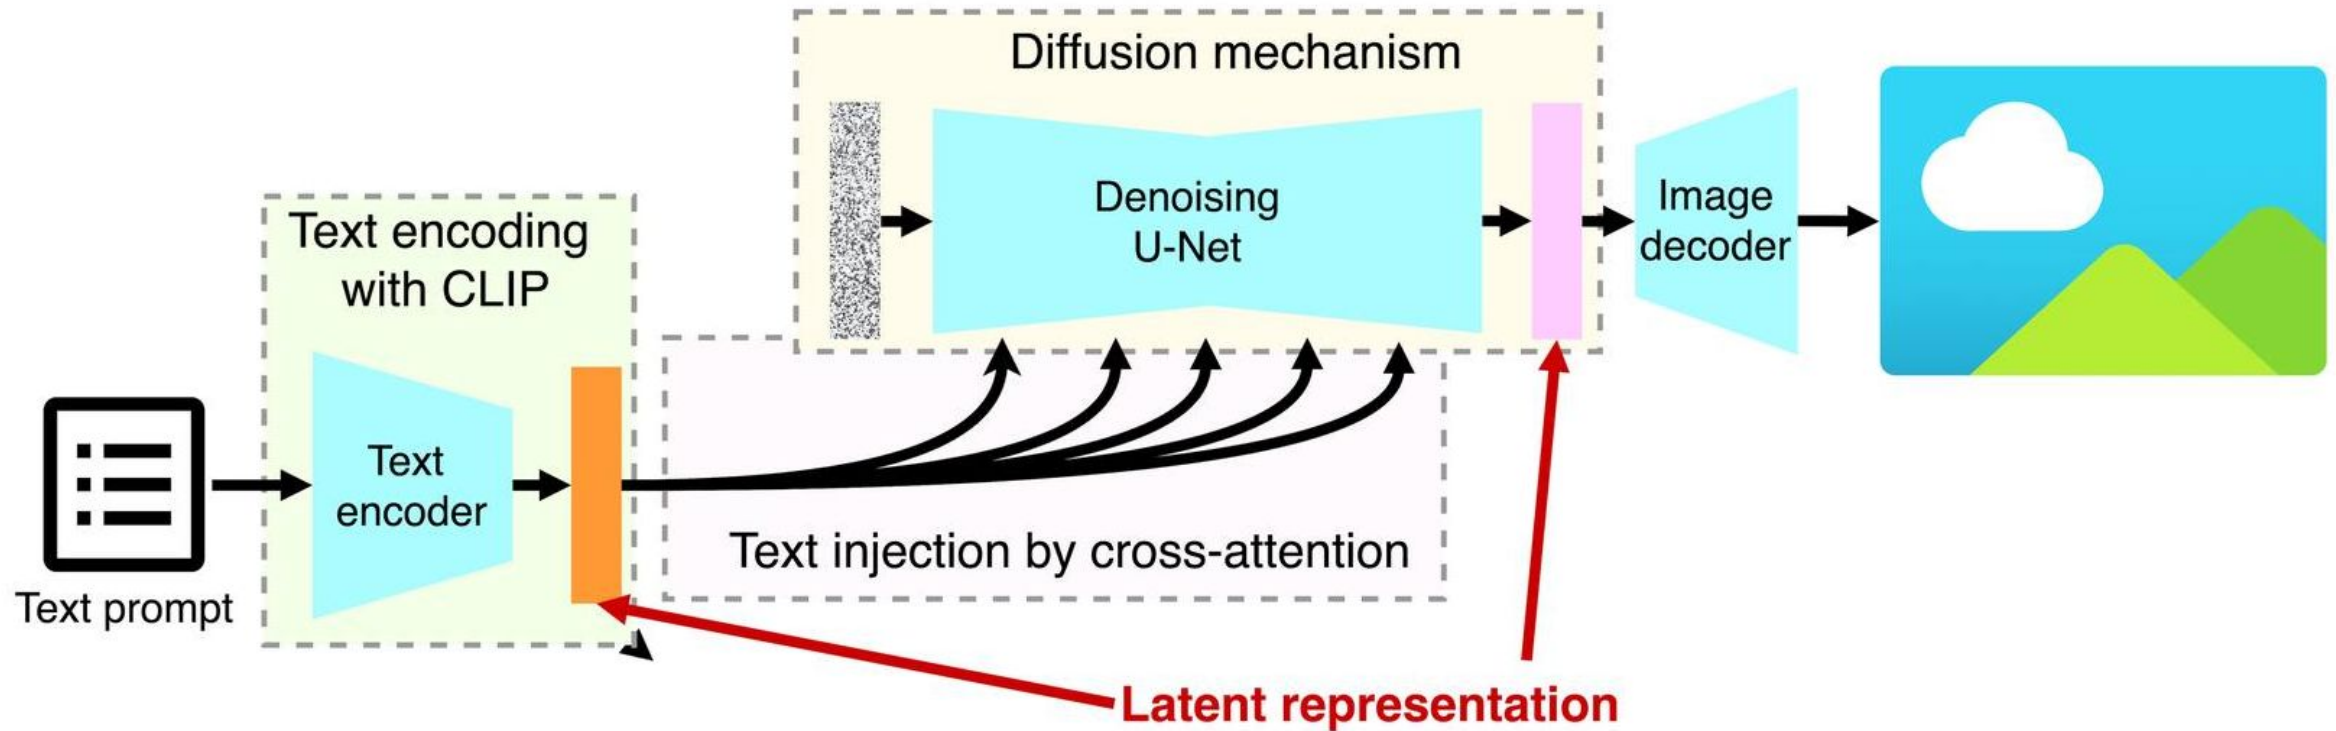 Diffusion mechanism
Denoising
U-Net
Image
decoder
Text encoding
with CLIP
Text
encoder
Text prompt
Text injection by cross-attention
Latent representation